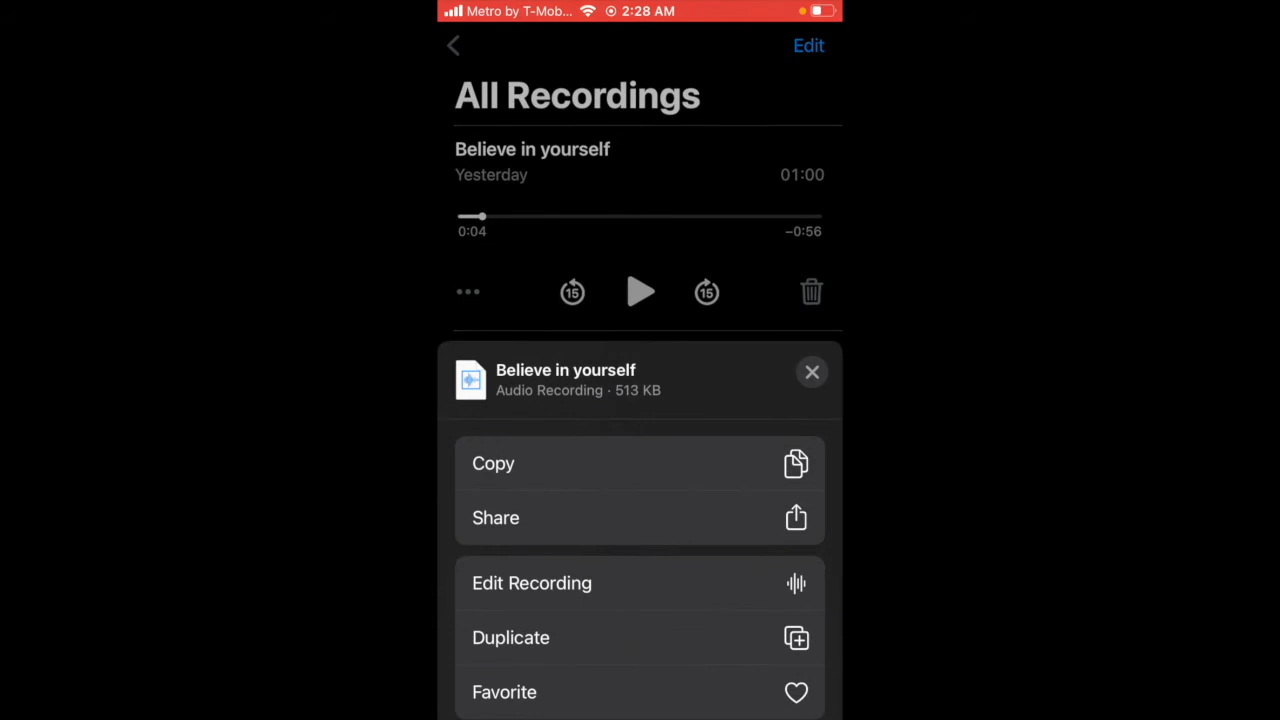 Metro by T-Mob... 2:28 AM
Edit
All Recordings
Believe in yourself
Yesterday 01:00
0:04 –0:56
15 15
Believe in yourself
Audio Recording · 513 KB
Copy
Share
Edit Recording
Duplicate
Favorite